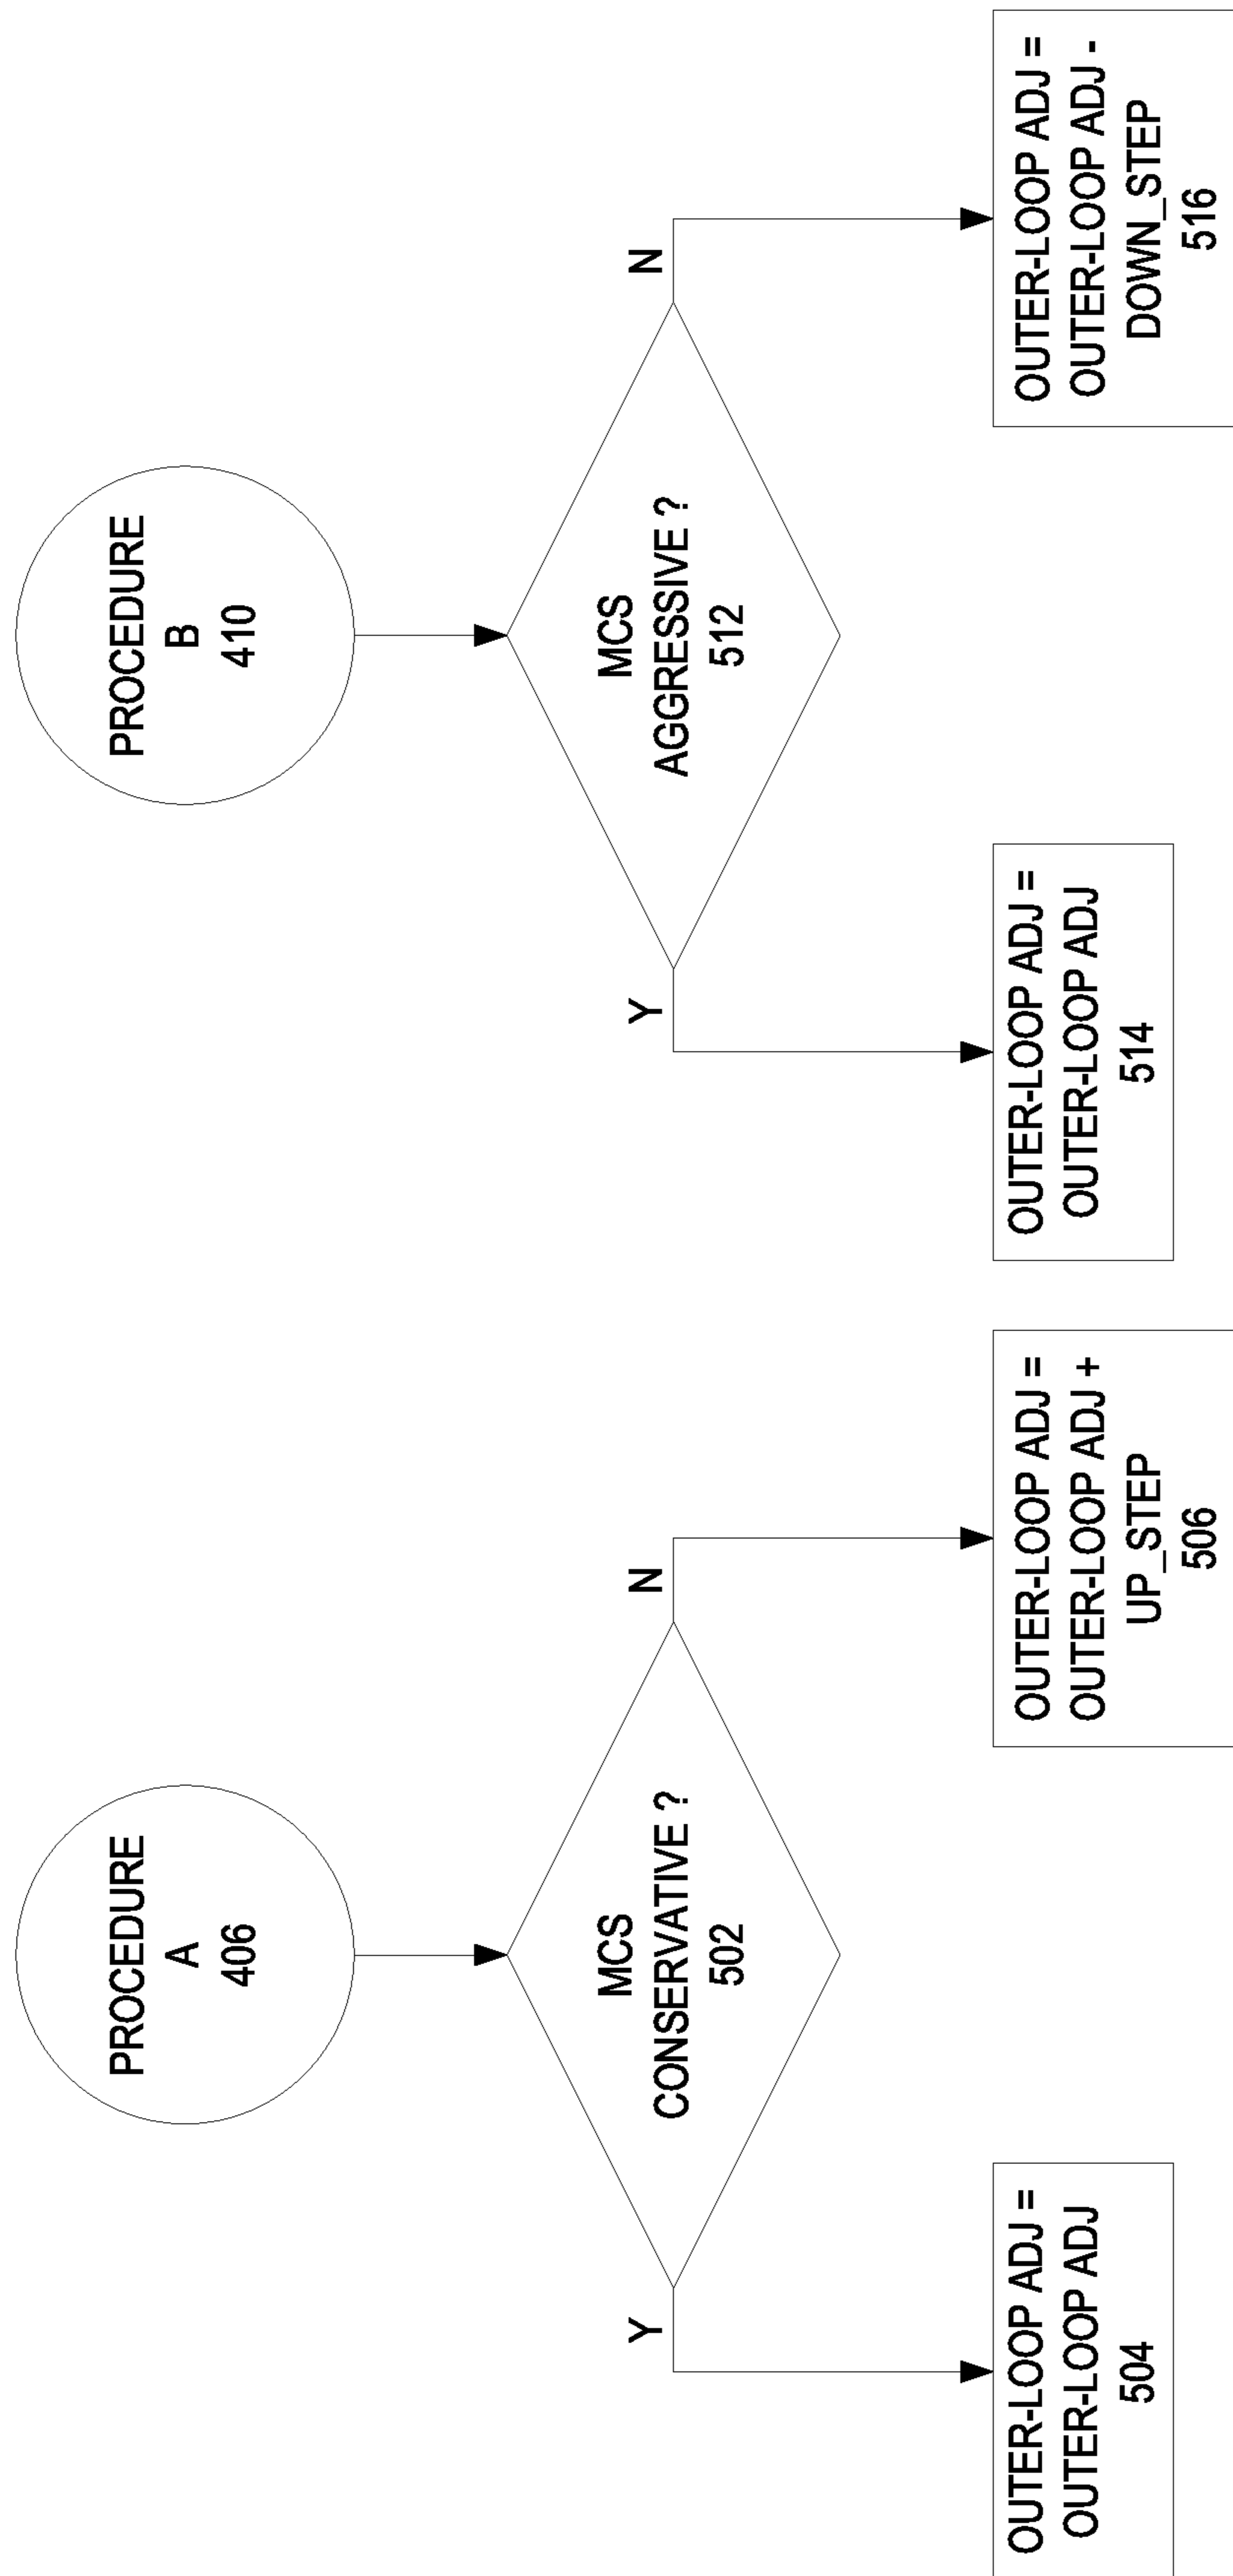 PROCEDURE
A
406
MCS
CONSERVATIVE ?
502
Y
N
OUTER-LOOP ADJ =
OUTER-LOOP ADJ
504
OUTER-LOOP ADJ =
OUTER-LOOP ADJ +
UP_STEP
506
PROCEDURE
B
410
MCS
AGGRESSIVE ?
512
Y
N
OUTER-LOOP ADJ =
OUTER-LOOP ADJ
514
OUTER-LOOP ADJ =
OUTER-LOOP ADJ -
DOWN_STEP
516